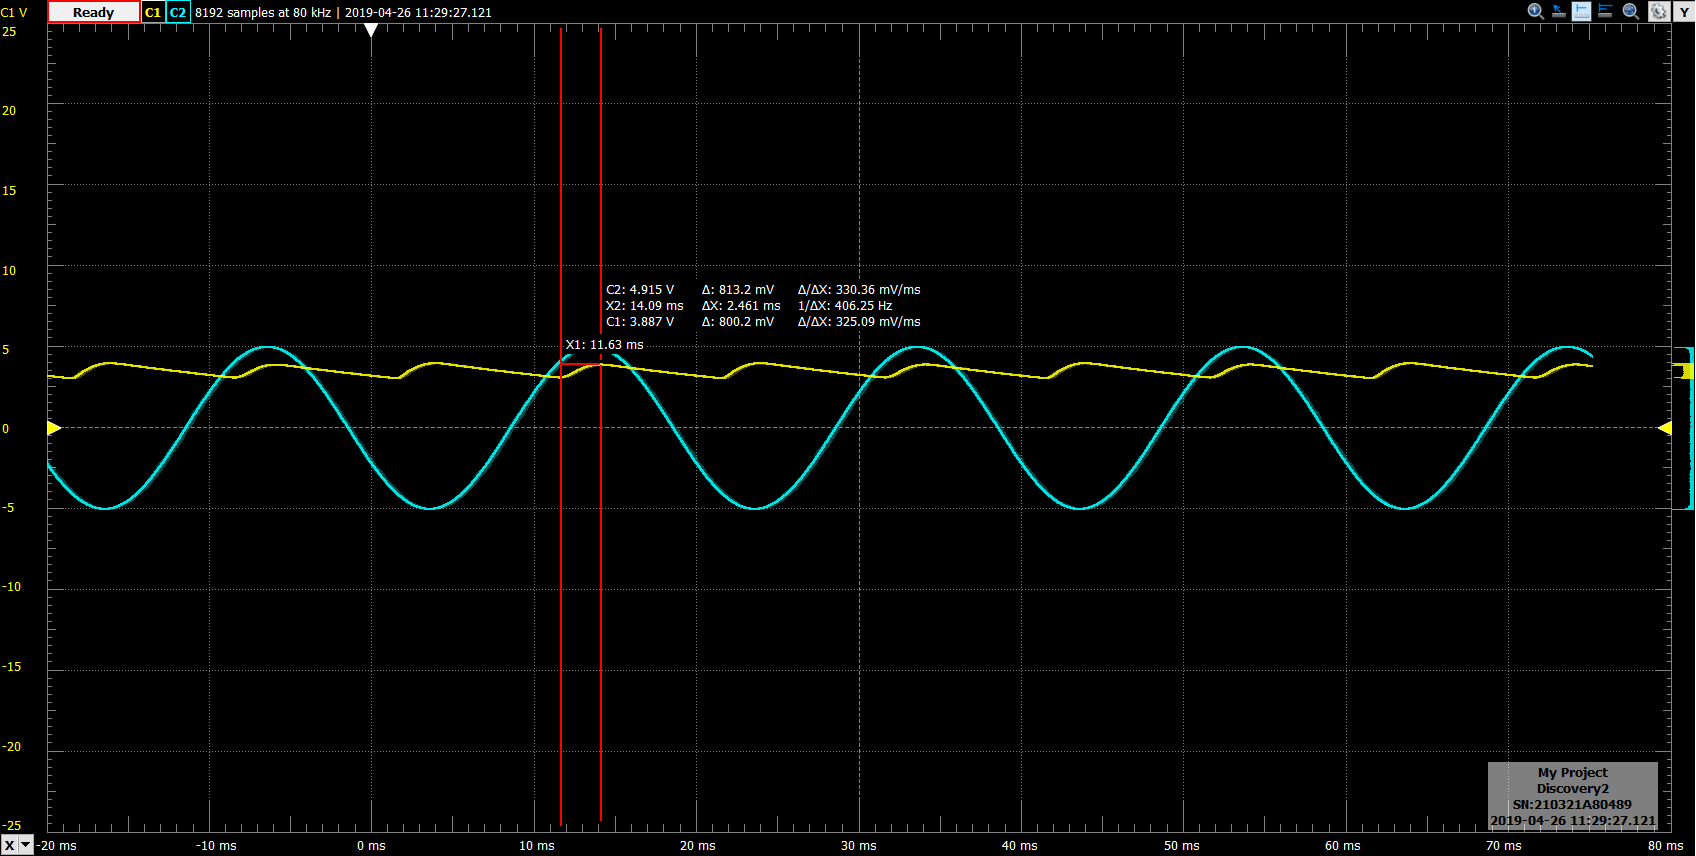 C1 V Ready C1 C2 8192 samples at 80 kHz | 2019-04-26 11:29:27.121 Y
25
20
15
10
C2: 4.915 V Δ: 813.2 mV Δ/ΔX: 330.36 mV/ms
X2: 14.09 ms ΔX: 2.461 ms 1/ΔX: 406.25 Hz
C1: 3.887 V Δ: 800.2 mV Δ/ΔX: 325.09 mV/ms
X1: 11.63 ms
5
0
-5
-10
-15
-20
My Project
Discovery2
SN:210321A80489
2019-04-26 11:29:27.121
-25
X -20 ms -10 ms 0 ms 10 ms 20 ms 30 ms 40 ms 50 ms 60 ms 70 ms 80 ms